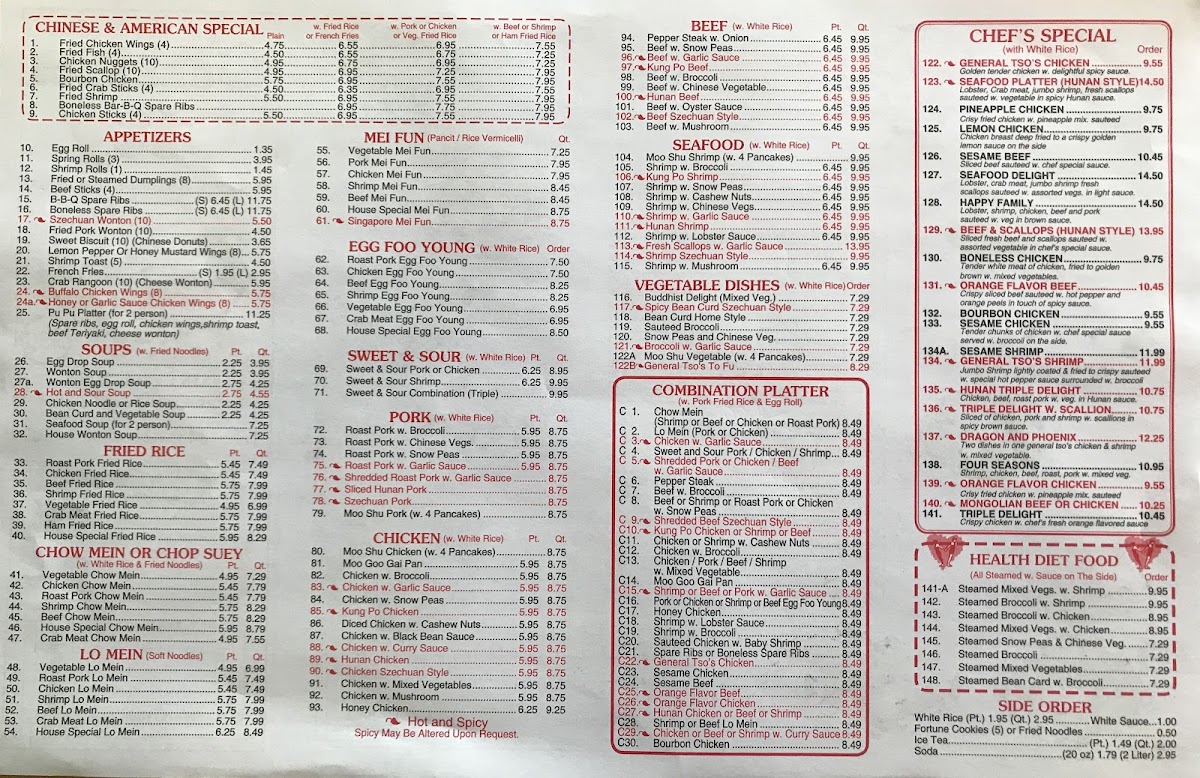 CHINESE & AMERICAN SPECIAL
Plain
w. Fried Rice or French Fries
w. Pork or Chicken or Veg. Fried Rice
w. Beef or Shrimp or Ham Fried Rice
1. Fried Chicken Wings (4) 4.75 6.55 6.95 7.55
2. Fried Fish (4) 4.50 6.55 6.95 7.55
3. Chicken Nuggets (10) 4.95 6.55 6.95 7.55
4. Fried Scallop (10) 4.95 6.75 7.25 7.95
5. Bourbon Chicken 5.75 6.95 7.55 7.95
6. Fried Crab Sticks (4) 4.50 6.35 6.95 7.55
7. Fried Shrimp 5.50 6.95 7.55 7.95
8. Boneless Bar-B-Q Spare Ribs 6.95 7.55 7.95
9. Chicken Sticks (4) 5.50 6.95 7.55 7.95
APPETIZERS
10. Egg Roll 1.35
11. Spring Rolls (3) 3.95
12. Shrimp Rolls (1) 1.45
13. Fried or Steamed Dumplings (8) 5.95
14. Beef Sticks (4) 5.95
15. B-B-Q Spare Ribs (S) 6.45 (L) 11.75
16. Boneless Spare Ribs (S) 6.45 (L) 11.75
17. Szechuan Wonton (10) 5.50
18. Fried Pork Wonton (10) 4.50
19. Sweet Biscuit (10) (Chinese Donuts) 3.65
20. Lemon Pepper Or Honey Mustard Wings (8) 5.75
21. Shrimp Toast (5) 4.50
22. French Fries (S) 1.95 (L) 2.95
23. Crab Rangoon (10) (Cheese Wonton) 5.95
24. Buffalo Chicken Wings (8) 5.75
24a. Honey or Garlic Sauce Chicken Wings (8) 5.75
25. Pu Pu Platter (for 2 person) 11.25
(Spare ribs, egg roll, chicken wings, shrimp toast,
beef Teriyaki, cheese wonton)
SOUPS (w. Fried Noodles) Pt. Qt.
26. Egg Drop Soup 2.25 3.95
27. Wonton Soup 2.25 3.95
27a. Wonton Egg Drop Soup 2.75 4.25
28. Hot and Sour Soup 2.75 4.55
29. Chicken Noodle or Rice Soup 2.25 4.25
30. Bean Curd and Vegetable Soup 2.25 4.25
31. Seafood Soup (for 2 person) 7.25
32. House Wonton Soup 7.25
FRIED RICE Pt. Qt.
33. Roast Pork Fried Rice 5.45 7.49
34. Chicken Fried Rice 5.45 7.49
35. Beef Fried Rice 5.75 7.99
36. Shrimp Fried Rice 5.75 7.99
37. Vegetable Fried Rice 4.95 6.99
38. Crab Meat Fried Rice 5.75 7.99
39. Ham Fried Rice 5.75 7.99
40. House Special Fried Rice 5.95 8.29
CHOW MEIN OR CHOP SUEY
(w. White Rice & Fried Noodles) Pt. Qt.
41. Vegetable Chow Mein 4.95 7.29
42. Chicken Chow Mein 5.45 7.99
43. Roast Pork Chow Mein 5.45 7.99
44. Shrimp Chow Mein 5.75 8.29
45. Beef Chow Mein 5.75 8.29
46. House Special Chow Mein 5.95 8.79
47. Crab Meat Chow Mein 4.95 7.55
LO MEIN (Soft Noodles) Pt. Qt.
48. Vegetable Lo Mein 4.95 6.99
49. Roast Pork Lo Mein 5.45 7.49
50. Chicken Lo Mein 5.45 7.49
51. Shrimp Lo Mein 5.75 7.99
52. Beef Lo Mein 5.75 7.99
53. Crab Meat Lo Mein 5.75 7.99
54. House Special Lo Mein 6.25 8.49
MEI FUN (Pancit / Rice Vermicelli) Qt.
55. Vegetable Mei Fun 7.25
56. Pork Mei Fun 7.95
57. Chicken Mei Fun 7.95
58. Shrimp Mei Fun 8.45
59. Beef Mei Fun 8.45
60. House Special Mei Fun 8.75
61. Singapore Mei Fun 8.75
EGG FOO YOUNG (w. White Rice) Order
62. Roast Pork Egg Foo Young 7.50
63. Chicken Egg Foo Young 7.50
64. Beef Egg Foo Young 8.25
65. Shrimp Egg Foo Young 8.25
66. Vegetable Egg Foo Young 6.95
67. Crab Meat Egg Foo Young 8.25
68. House Special Egg Foo Young 8.50
SWEET & SOUR (w. White Rice) Pt. Qt.
69. Sweet & Sour Pork or Chicken 6.25 8.95
70. Sweet & Sour Shrimp 6.25 9.95
71. Sweet & Sour Combination (Triple) 9.95
PORK (w. White Rice) Pt. Qt.
72. Roast Pork w. Broccoli 5.95 8.75
73. Roast Pork w. Chinese Vegs. 5.95 8.75
74. Roast Pork w. Snow Peas 5.95 8.75
75. Roast Pork w. Garlic Sauce 5.95 8.75
76. Shredded Roast Pork w. Garlic Sauce 8.75
77. Sliced Hunan Pork 8.75
78. Szechuan Pork 8.75
79. Moo Shu Pork (w. 4 Pancakes) 8.75
CHICKEN (w. White Rice) Pt. Qt.
80. Moo Shu Chicken (w. 4 Pancakes) 8.75
81. Moo Goo Gai Pan 5.95 8.75
82. Chicken w. Broccoli 5.95 8.75
83. Chicken w. Garlic Sauce 5.95 8.75
84. Chicken w. Snow Peas 5.95 8.75
85. Kung Po Chicken 5.95 8.75
86. Diced Chicken w. Cashew Nuts 5.95 8.75
87. Chicken w. Black Bean Sauce 5.95 8.75
88. Chicken w. Curry Sauce 5.95 8.75
89. Hunan Chicken 5.95 8.75
90. Chicken Szechuan Style 5.95 8.75
91. Chicken w. Mixed Vegetables 5.95 8.75
92. Chicken w. Mushroom 5.95 8.75
93. Honey Chicken 6.25 9.25
Hot and Spicy
Spicy May Be Altered Upon Request.
BEEF (w. White Rice) Pt. Qt.
94. Pepper Steak w. Onion 6.45 9.95
95. Beef w. Snow Peas 6.45 9.95
96. Beef w. Garlic Sauce 6.45 9.95
97. Kung Po Beef 6.45 9.95
98. Beef w. Broccoli 6.45 9.95
99. Beef w. Chinese Vegetable 6.45 9.95
100. Hunan Beef 6.45 9.95
101. Beef w. Oyster Sauce 6.45 9.95
102. Beef Szechuan Style 6.45 9.95
103. Beef w. Mushroom 6.45 9.95
SEAFOOD (w. White Rice) Pt. Qt.
104. Moo Shu Shrimp (w. 4 Pancakes) 9.95
105. Shrimp w. Broccoli 6.45 9.95
106. Kung Po Shrimp 6.45 9.95
107. Shrimp w. Snow Peas 6.45 9.95
108. Shrimp w. Cashew Nuts 6.45 9.95
109. Shrimp w. Chinese Vegs. 6.45 9.95
110. Shrimp w. Garlic Sauce 6.45 9.95
111. Hunan Shrimp 6.45 9.95
112. Shrimp w. Lobster Sauce 6.45 9.95
113. Fresh Scallops w. Garlic Sauce 13.95
114. Shrimp Szechuan Style 9.95
115. Shrimp w. Mushroom 6.45 9.95
VEGETABLE DISHES (w. White Rice) Order
116. Buddhist Delight (Mixed Veg.) 7.29
117. Spicy Bean Curd Szechuan Style 7.29
118. Bean Curd Home Style 7.29
119. Sauteed Broccoli 7.29
120. Snow Peas and Chinese Veg. 7.29
121. Broccoli w. Garlic Sauce 7.29
122A Moo Shu Vegetable (w. 4 Pancakes) 7.29
122B General Tso's To Fu 8.29
COMBINATION PLATTER
(w. Pork Fried Rice & Egg Roll)
C 1. Chow Mein
(Shrimp or Beef or Chicken or Roast Pork) 8.49
C 2. Lo Mein (Pork or Chicken) 8.49
C 3. Chicken w. Garlic Sauce 8.49
C 4. Sweet and Sour Pork / Chicken / Shrimp 8.49
C 5. Shredded Pork or Chicken / Beef
w. Garlic Sauce 8.49
C 6. Pepper Steak 8.49
C 7. Beef w. Broccoli 8.49
C 8. Beef or Shrimp or Roast Pork or Chicken
w. Snow Peas 8.49
C 9. Shredded Beef Szechuan Style 8.49
C10. Kung Po Chicken or Shrimp or Beef 8.49
C11. Chicken or Shrimp w. Cashew Nuts 8.49
C12. Chicken w. Broccoli 8.49
C13. Chicken / Pork / Beef / Shrimp
w. Mixed Vegetable 8.49
C14. Moo Goo Gai Pan 8.49
C15. Shrimp or Beef or Pork w. Garlic Sauce 8.49
C16. Pork or Chicken or Shrimp or Beef Egg Foo Young 8.49
C17. Honey Chicken 8.49
C18. Shrimp w. Lobster Sauce 8.49
C19. Shrimp w. Broccoli 8.49
C20. Sauteed Chicken w. Baby Shrimp 8.49
C21. Spare Ribs or Boneless Spare Ribs 8.49
C22. General Tso's Chicken 8.49
C23. Sesame Chicken 8.49
C24. Sesame Beef 8.49
C25. Orange Flavor Beef 8.49
C26. Orange Flavor Chicken 8.49
C27. Hunan Chicken or Beef or Shrimp 8.49
C28. Shrimp or Beef Lo Mein 8.49
C29. Chicken or Beef or Shrimp w. Curry Sauce 8.49
C30. Bourbon Chicken 8.49
CHEF'S SPECIAL
(with White Rice) Order
122. GENERAL TSO'S CHICKEN 9.55
Golden tender chicken w. delightful spicy sauce.
123. SEAFOOD PLATTER (HUNAN STYLE) 14.50
Lobster, Crab meat, jumbo shrimp, fresh scallops
sauteed w. vegetable in spicy Hunan sauce.
124. PINEAPPLE CHICKEN 9.75
Crisy fried chicken w. pineapple mix. sauteed
125. LEMON CHICKEN 9.75
Chicken breast deep fried to a crispy golden
lemon sauce on the side
126. SESAME BEEF 10.45
Sliced beef sauteed w. chef special sauce.
127. SEAFOOD DELIGHT 14.50
Lobster, crab meat, jumbo shrimp fresh
scallops sauteed w. assorted vegs. in light sauce.
128. HAPPY FAMILY 14.50
Lobster, shrimp, chicken, beef and pork
sauteed w. veg in brown sauce.
129. BEEF & SCALLOPS (HUNAN STYLE) 13.95
Sliced fresh beef and scallops sauteed w.
assorted vegetable in chef's special sauce.
130. BONELESS CHICKEN 9.75
Tender white meat of chicken, fried to golden
brown w. mixed vegetables.
131. ORANGE FLAVOR BEEF 10.45
Crispy sliced beef sauteed w. hot pepper and
orange peels in touch of spicy sauce.
132. BOURBON CHICKEN 9.55
133. SESAME CHICKEN 9.55
Tender chunks of chicken w. chef special sauce
served w. broccoli on the side.
134A. SESAME SHRIMP 11.99
134. GENERAL TSO'S SHRIMP 11.99
Jumbo Shrimp lightly coated & fried to crispy sauteed
w. special hot pepper sauce surrounded w. broccoli
135. HUNAN TRIPLE DELIGHT 10.75
Chicken, beef, roast pork w. veg. in Hunan sauce.
136. TRIPLE DELIGHT W. SCALLION 10.75
Sliced of chicken, pork and shrimp w. scallions in
spicy brown sauce.
137. DRAGON AND PHOENIX 12.25
Two dishes in one general tso's chicken & shrimp
w. mixed vegetable.
138. FOUR SEASONS 10.95
Shrimp, chicken, beef, roast pork w. mixed veg.
139. ORANGE FLAVOR CHICKEN 9.55
Crisy fried chicken w. pineapple mix. sauteed
140. MONGOLIAN BEEF OR CHICKEN 10.25
141. TRIPLE DELIGHT 10.45
Crispy chicken w. chef's fresh orange flavored sauce
HEALTH DIET FOOD
(All Steamed w. Sauce on The Side) Order
141-A Steamed Mixed Vegs. w. Shrimp 9.95
142. Steamed Broccoli w. Shrimp 9.95
143. Steamed Broccoli w. Chicken 8.95
144. Steamed Mixed Vegs. w. Chicken 8.95
145. Steamed Snow Peas & Chinese Veg. 7.29
146. Steamed Broccoli 7.29
147. Steamed Mixed Vegetables 7.29
148. Steamed Bean Card w. Broccoli 7.29
SIDE ORDER
White Rice (Pt.) 1.95 (Qt.) 2.95 White Sauce 1.00
Fortune Cookies (5) or Fried Noodles 0.50
Ice Tea (Pt.) 1.49 (Qt.) 2.00
Soda (20 oz) 1.79 (2 Liter) 2.95